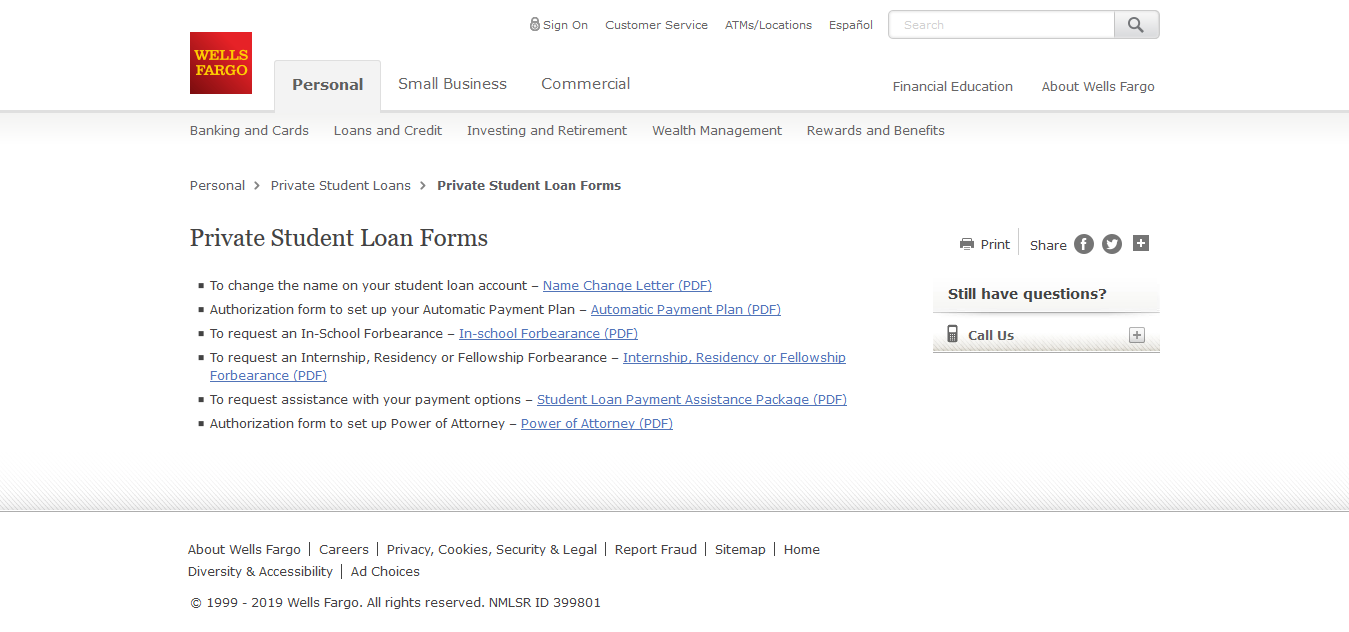 Sign On Customer Service ATMs/Locations Español Search
WELLS
FARGO
Personal Small Business Commercial Financial Education About Wells Fargo
Banking and Cards Loans and Credit Investing and Retirement Wealth Management Rewards and Benefits
Personal > Private Student Loans > Private Student Loan Forms
Private Student Loan Forms
Print Share
▪ To change the name on your student loan account – Name Change Letter (PDF)
▪ Authorization form to set up your Automatic Payment Plan – Automatic Payment Plan (PDF)
▪ To request an In-School Forbearance – In-school Forbearance (PDF)
▪ To request an Internship, Residency or Fellowship Forbearance – Internship, Residency or Fellowship
Forbearance (PDF)
▪ To request assistance with your payment options – Student Loan Payment Assistance Package (PDF)
▪ Authorization form to set up Power of Attorney – Power of Attorney (PDF)
Still have questions?
Call Us
About Wells Fargo | Careers | Privacy, Cookies, Security & Legal | Report Fraud | Sitemap | Home
Diversity & Accessibility | Ad Choices
© 1999 - 2019 Wells Fargo. All rights reserved. NMLSR ID 399801